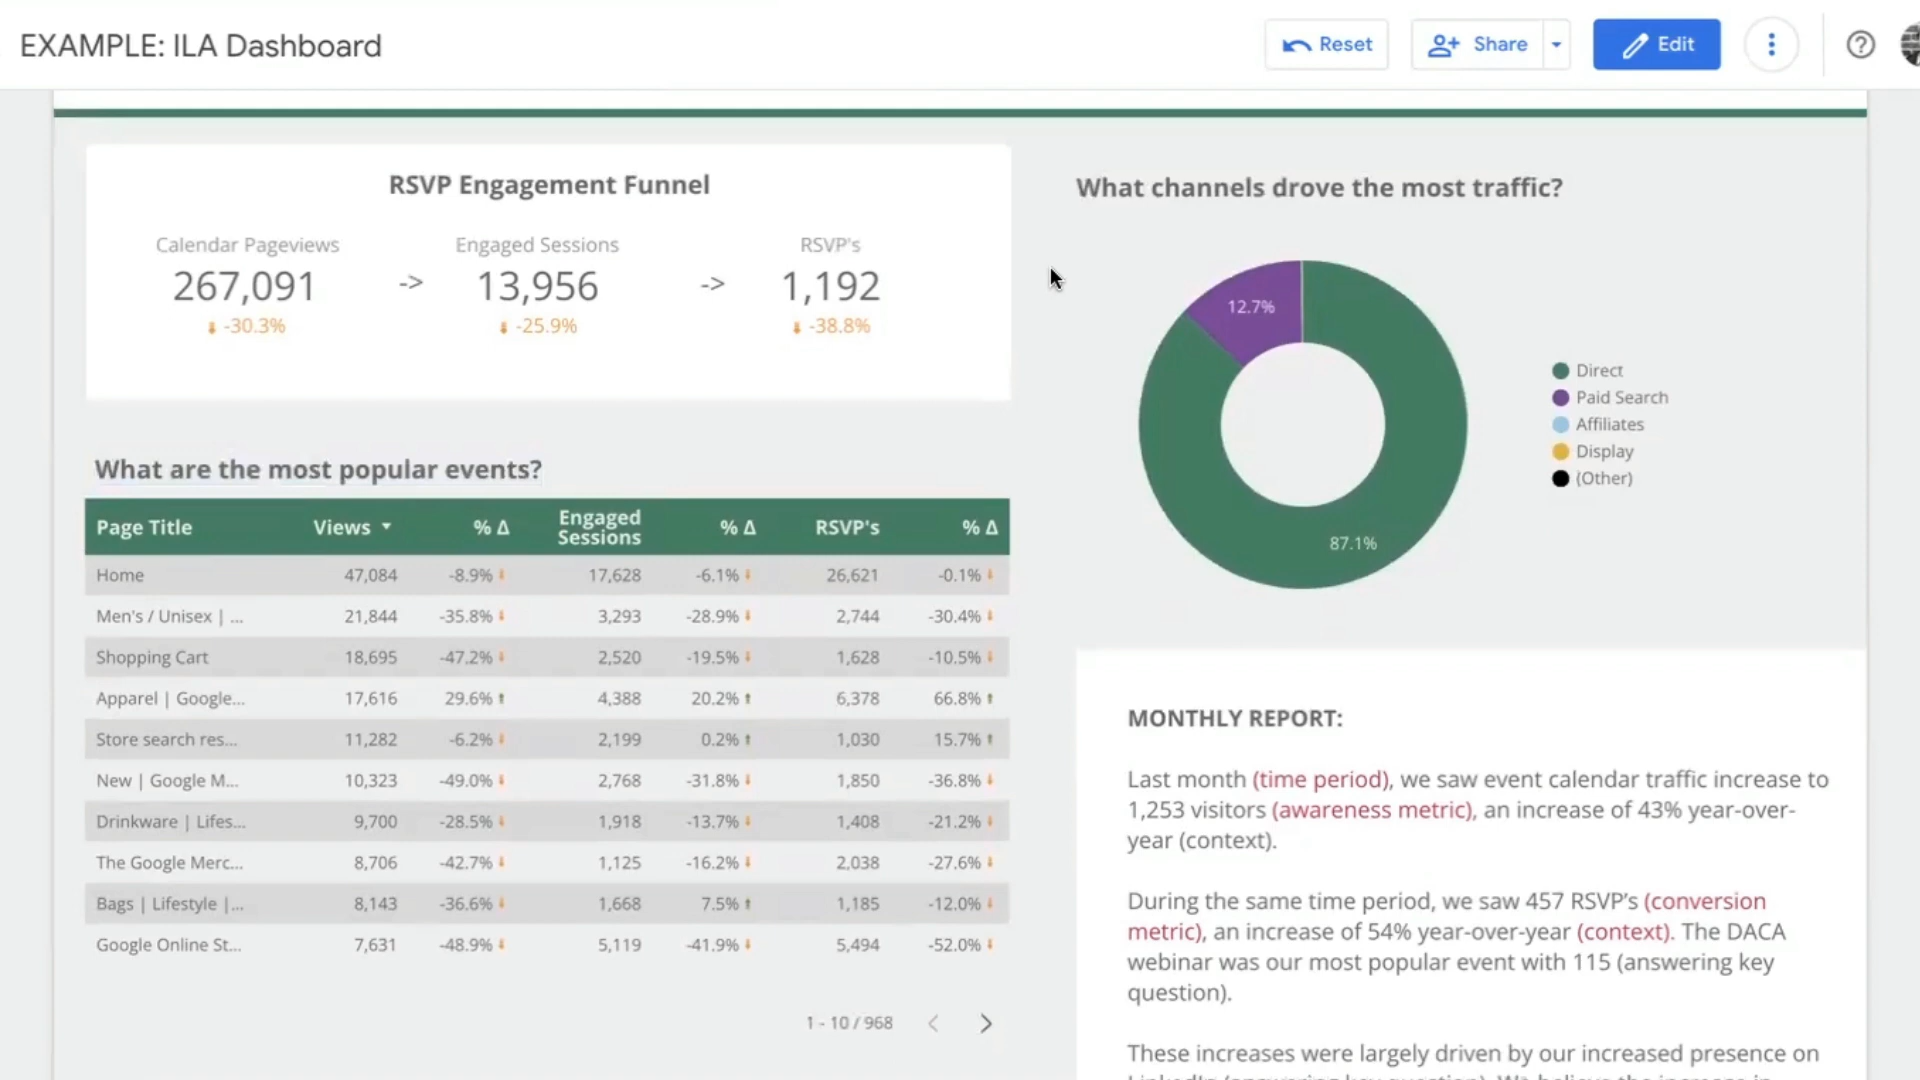 EXAMPLE: ILA Dashboard
Reset
Share
Edit
RSVP Engagement Funnel
Calendar Pageviews
267,091
-30.3%
->
Engaged Sessions
13,956
-25.9%
->
RSVP's
1,192
-38.8%
What are the most popular events?
Page Title Views % Δ Engaged Sessions % Δ RSVP's % Δ
Home 47,084 -8.9% 17,628 -6.1% 26,621 -0.1%
Men's / Unisex | ... 21,844 -35.8% 3,293 -28.9% 2,744 -30.4%
Shopping Cart 18,695 -47.2% 2,520 -19.5% 1,628 -10.5%
Apparel | Google... 17,616 29.6% 4,388 20.2% 6,378 66.8%
Store search res... 11,282 -6.2% 2,199 0.2% 1,030 15.7%
New | Google M... 10,323 -49.0% 2,768 -31.8% 1,850 -36.8%
Drinkware | Lifes... 9,700 -28.5% 1,918 -13.7% 1,408 -21.2%
The Google Merc... 8,706 -42.7% 1,125 -16.2% 2,038 -27.6%
Bags | Lifestyle |... 8,143 -36.6% 1,668 7.5% 1,185 -12.0%
Google Online St... 7,631 -48.9% 5,119 -41.9% 5,494 -52.0%
1 - 10 / 968
What channels drove the most traffic?
12.7%
87.1%
Direct
Paid Search
Affiliates
Display
(Other)
MONTHLY REPORT:
Last month (time period), we saw event calendar traffic increase to
1,253 visitors (awareness metric), an increase of 43% year-over-
year (context).
During the same time period, we saw 457 RSVP's (conversion
metric), an increase of 54% year-over-year (context). The DACA
webinar was our most popular event with 115 (answering key
question).
These increases were largely driven by our increased presence on